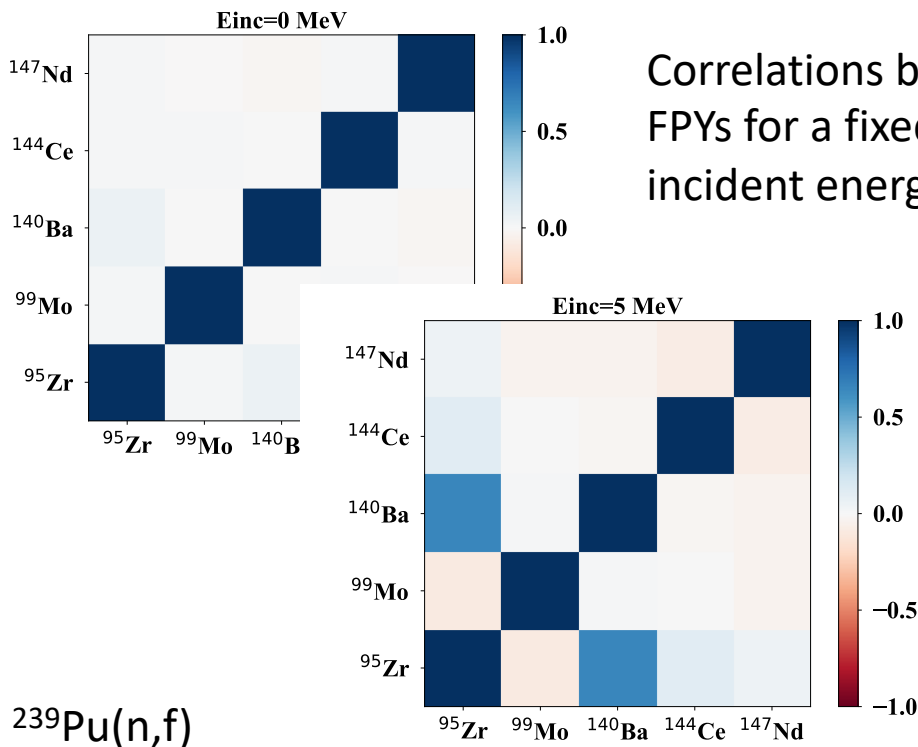 Einc=0 MeV
¹⁴⁷Nd
¹⁴⁴Ce
¹⁴⁰Ba
⁹⁹Mo
⁹⁵Zr
⁹⁵Zr ⁹⁹Mo ¹⁴⁰B
1.0
0.5
0.0
Correlations b
FPYs for a fixe
incident energ
Einc=5 MeV
¹⁴⁷Nd
¹⁴⁴Ce
¹⁴⁰Ba
⁹⁹Mo
⁹⁵Zr
⁹⁵Zr ⁹⁹Mo ¹⁴⁰Ba ¹⁴⁴Ce ¹⁴⁷Nd
1.0
0.5
0.0
−0.5
−1.0
²³⁹Pu(n,f)